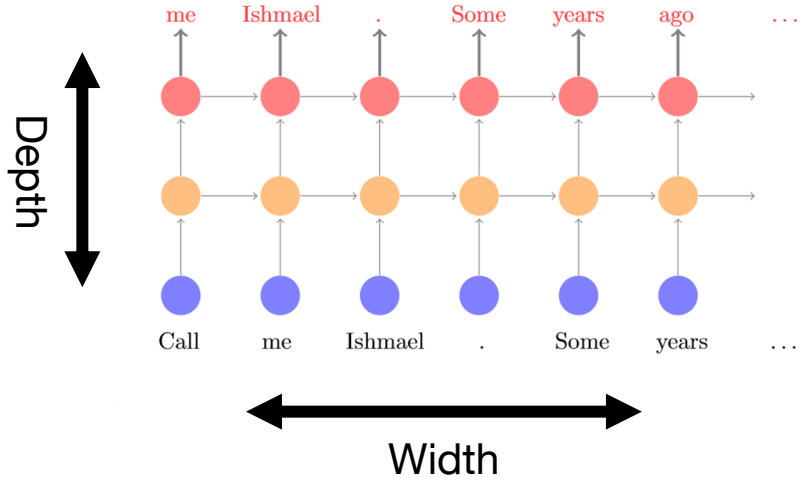 me Ishmael . Some years ago ...
Depth
Call me Ishmael . Some years ...
Width